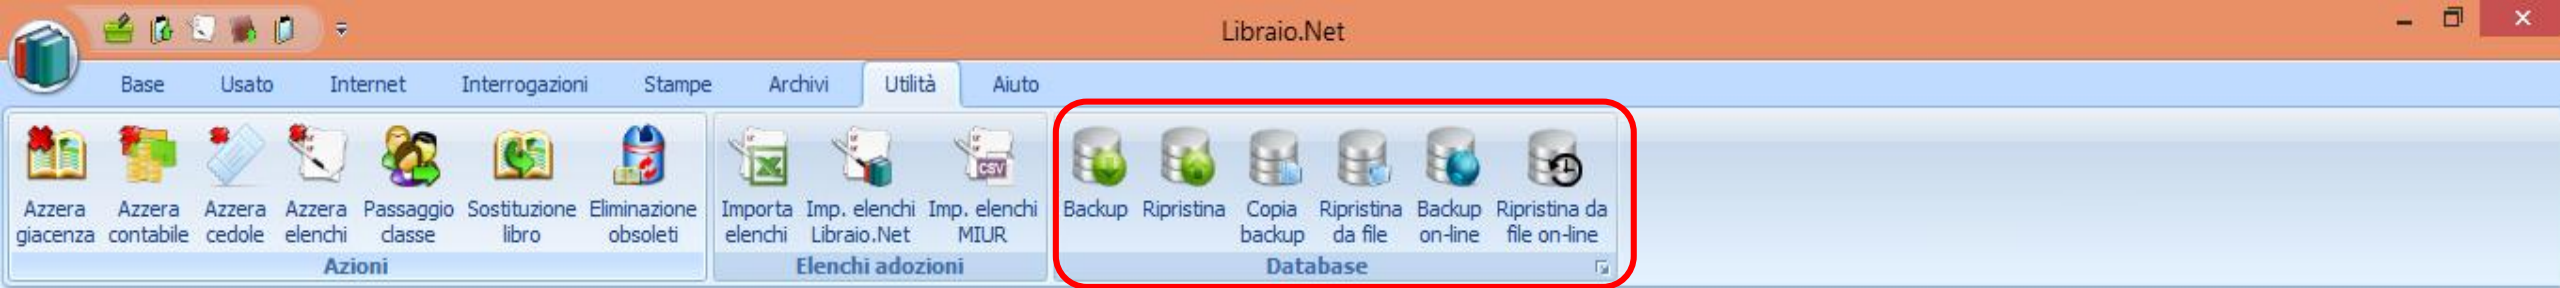 Libraio.Net
Base Usato Internet Interrogazioni Stampe Archivi Utilità Aiuto
Azzera giacenza
Azzera contabile
Azzera cedole
Azzera elenchi
Passaggio classe
Sostituzione libro
Eliminazione obsoleti
Azioni
Importa elenchi
Imp. elenchi Libraio.Net
Imp. elenchi MIUR
CSV
Elenchi adozioni
Backup
Ripristina
Copia backup
Ripristina da file
Backup on-line
Ripristina da file on-line
Database